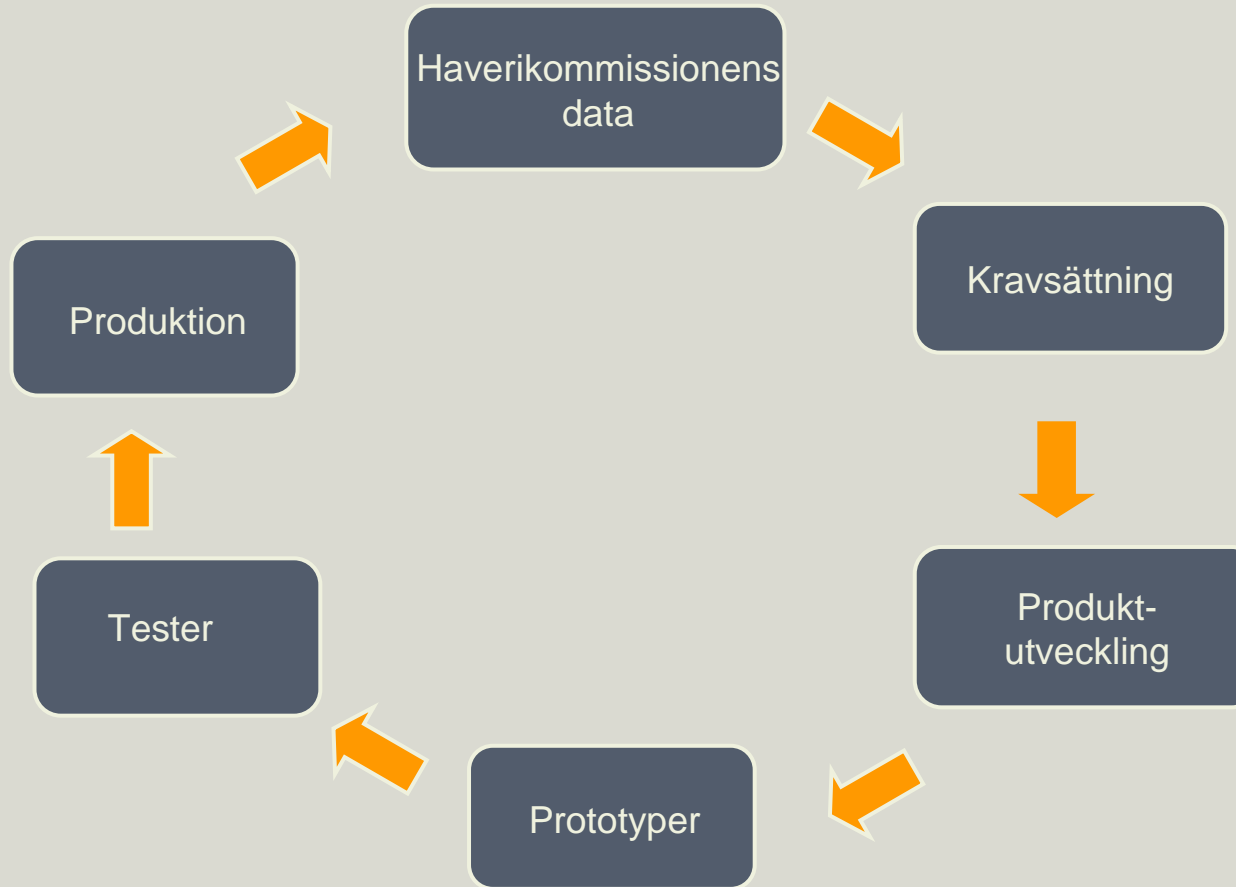 Haverikommissionens
data
Kravsättning
Produkt-
utveckling
Prototyper
Tester
Produktion